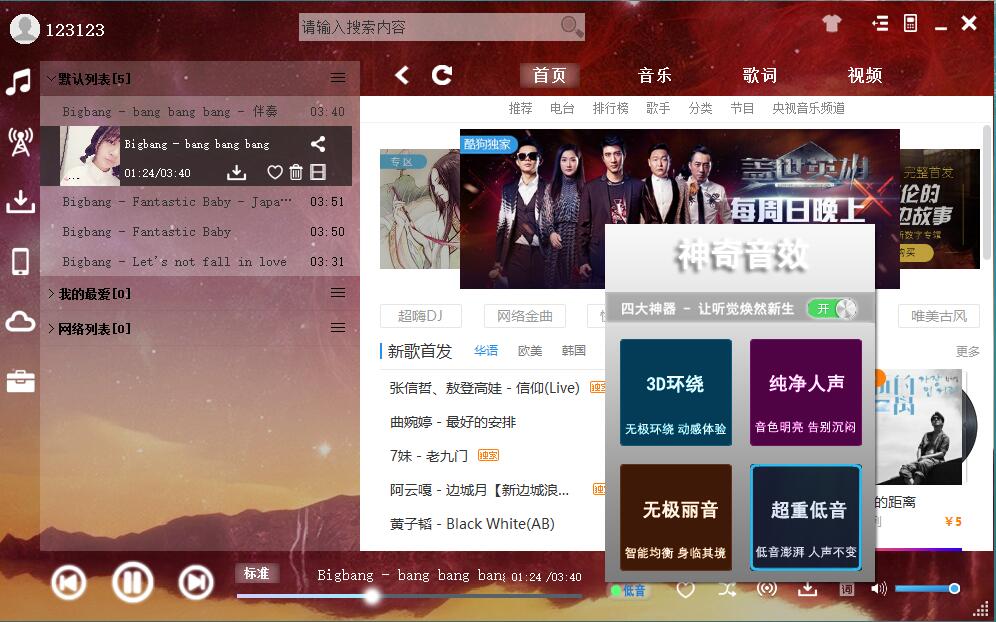 123123
请输入搜索内容
默认列表[5]
Bigbang - bang bang bang - 伴奏 03:40
Bigbang - bang bang bang
01:24/03:40
Bigbang - Fantastic Baby - Japa… 03:51
Bigbang - Fantastic Baby 03:50
Bigbang - Let's not fall in love 03:31
我的最爱[0]
网络列表[0]
首页 音乐 歌词 视频
推荐 电台 排行榜 歌手 分类 节目 央视音乐频道
专区
酷狗独家
盖世英雄
每周日晚上
完整首发
伦的
故事
新数字专辑
购买
超嗨DJ 网络金曲 唯美古风
新歌首发 华语 欧美 韩国 更多
张信哲、敖登高娃 - 信仰(Live) 独家
曲婉婷 - 最好的安排
7妹 - 老九门 独家
阿云嘎 - 边城月【新边城浪...
黄子韬 - Black White(AB)
的距离
¥5
神奇音效
四大神器 - 让听觉焕然新生 开
3D环绕
无极环绕 动感体验
纯净人声
音色明亮 告别沉闷
无极丽音
智能均衡 身临其境
超重低音
低音澎湃 人声不变
标准
Bigbang - bang bang bang 01:24 /03:40
低音
词